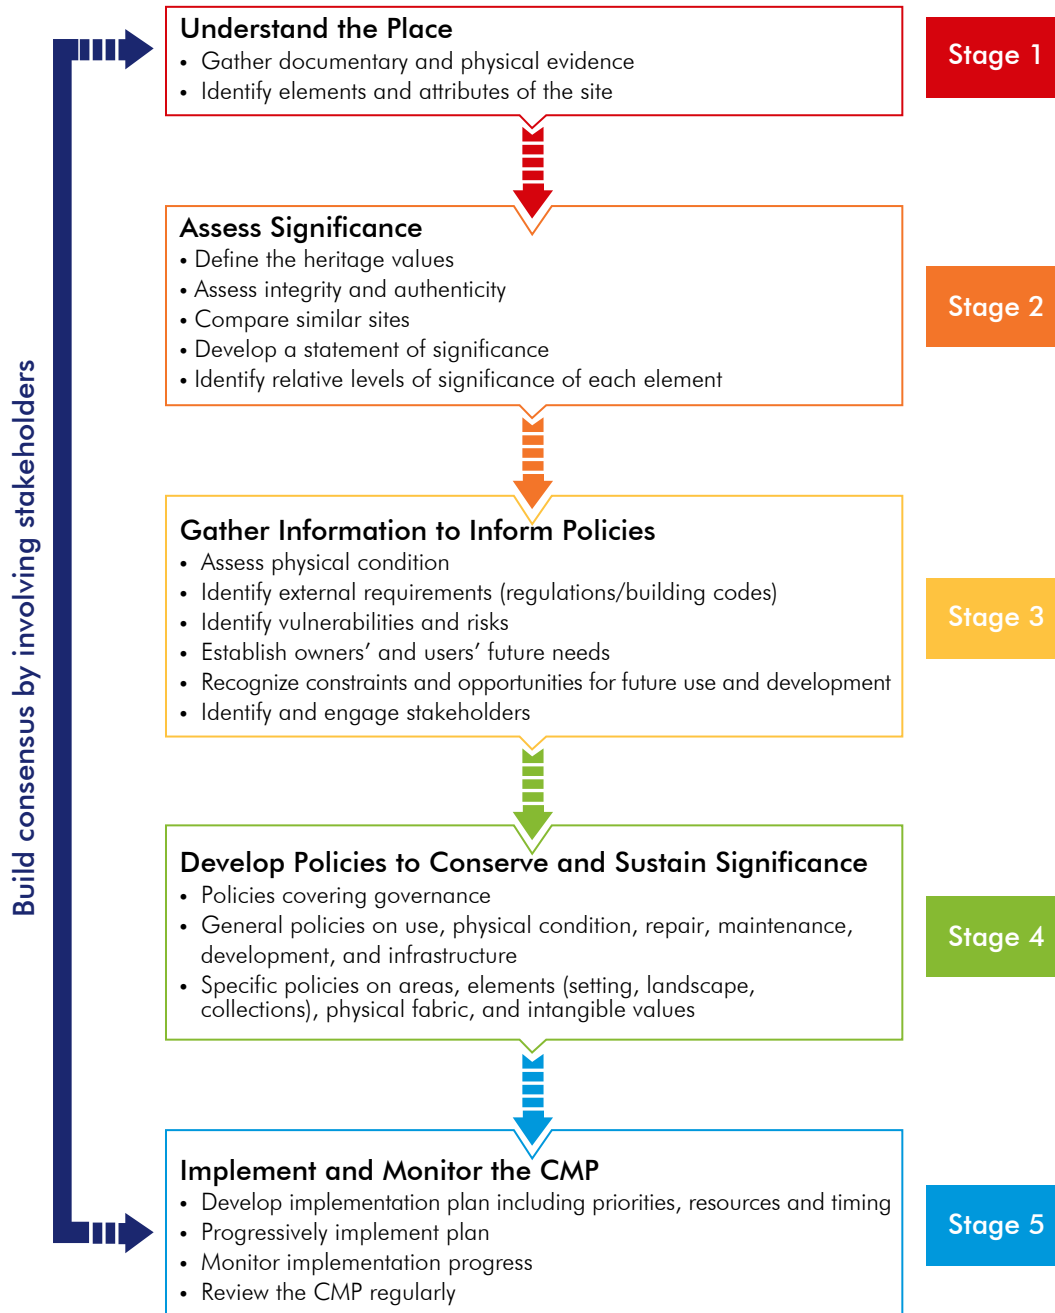 Understand the Place
• Gather documentary and physical evidence
• Identify elements and attributes of the site
Stage 1
Assess Significance
• Define the heritage values
• Assess integrity and authenticity
• Compare similar sites
• Develop a statement of significance
• Identify relative levels of significance of each element
Stage 2
Gather Information to Inform Policies
• Assess physical condition
• Identify external requirements (regulations/building codes)
• Identify vulnerabilities and risks
• Establish owners’ and users’ future needs
• Recognize constraints and opportunities for future use and development
• Identify and engage stakeholders
Stage 3
Develop Policies to Conserve and Sustain Significance
• Policies covering governance
• General policies on use, physical condition, repair, maintenance,
development, and infrastructure
• Specific policies on areas, elements (setting, landscape,
collections), physical fabric, and intangible values
Stage 4
Implement and Monitor the CMP
• Develop implementation plan including priorities, resources and timing
• Progressively implement plan
• Monitor implementation progress
• Review the CMP regularly
Stage 5
Build consensus by involving stakeholders